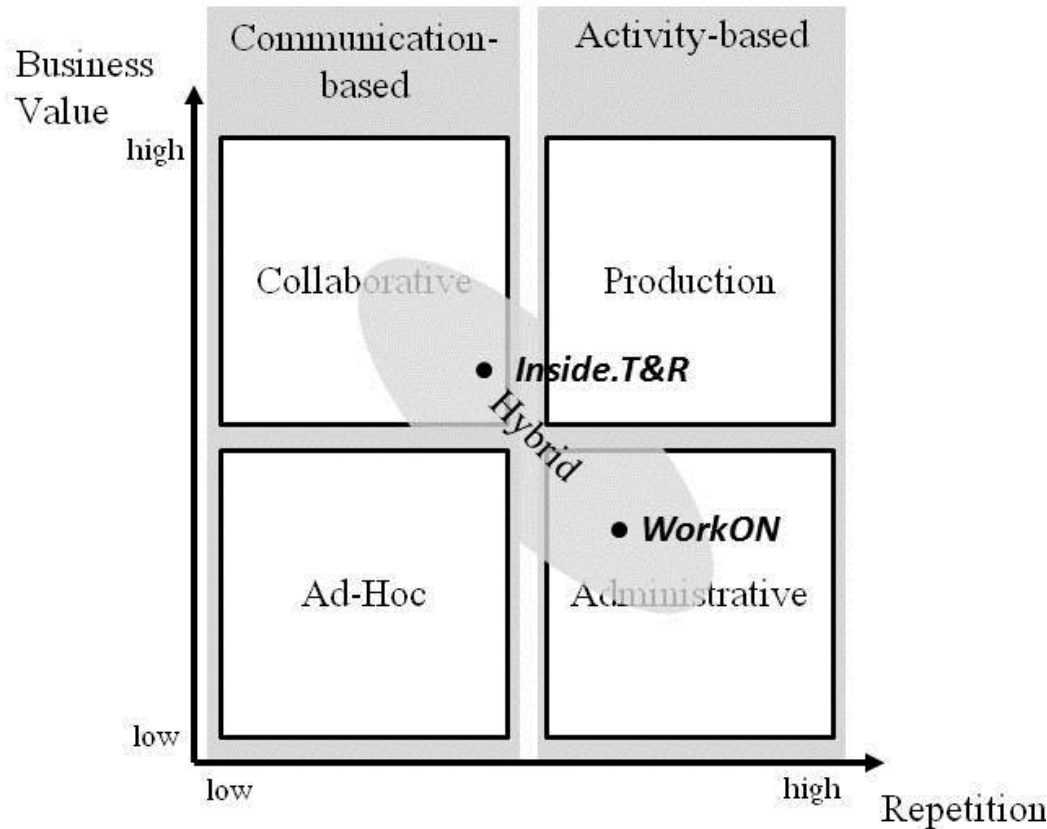 Communication-
based
Activity-based
Business
Value
high
Collaborative
Production
Inside.T&R
Hybrid
WorkON
Ad-Hoc
Administrative
low
low
high
Repetition